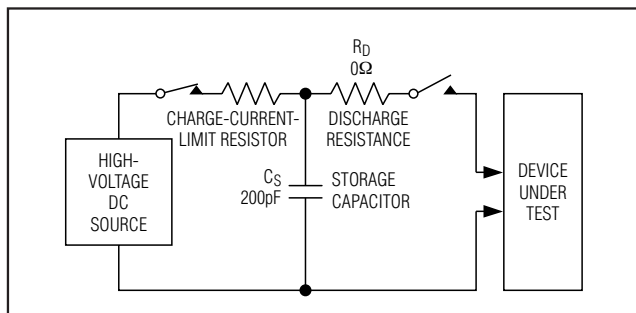 R_D
0Ω
CHARGE-CURRENT-
LIMIT RESISTOR
DISCHARGE
RESISTANCE
HIGH-
VOLTAGE
DC
SOURCE
C_S
200pF
STORAGE
CAPACITOR
DEVICE
UNDER
TEST